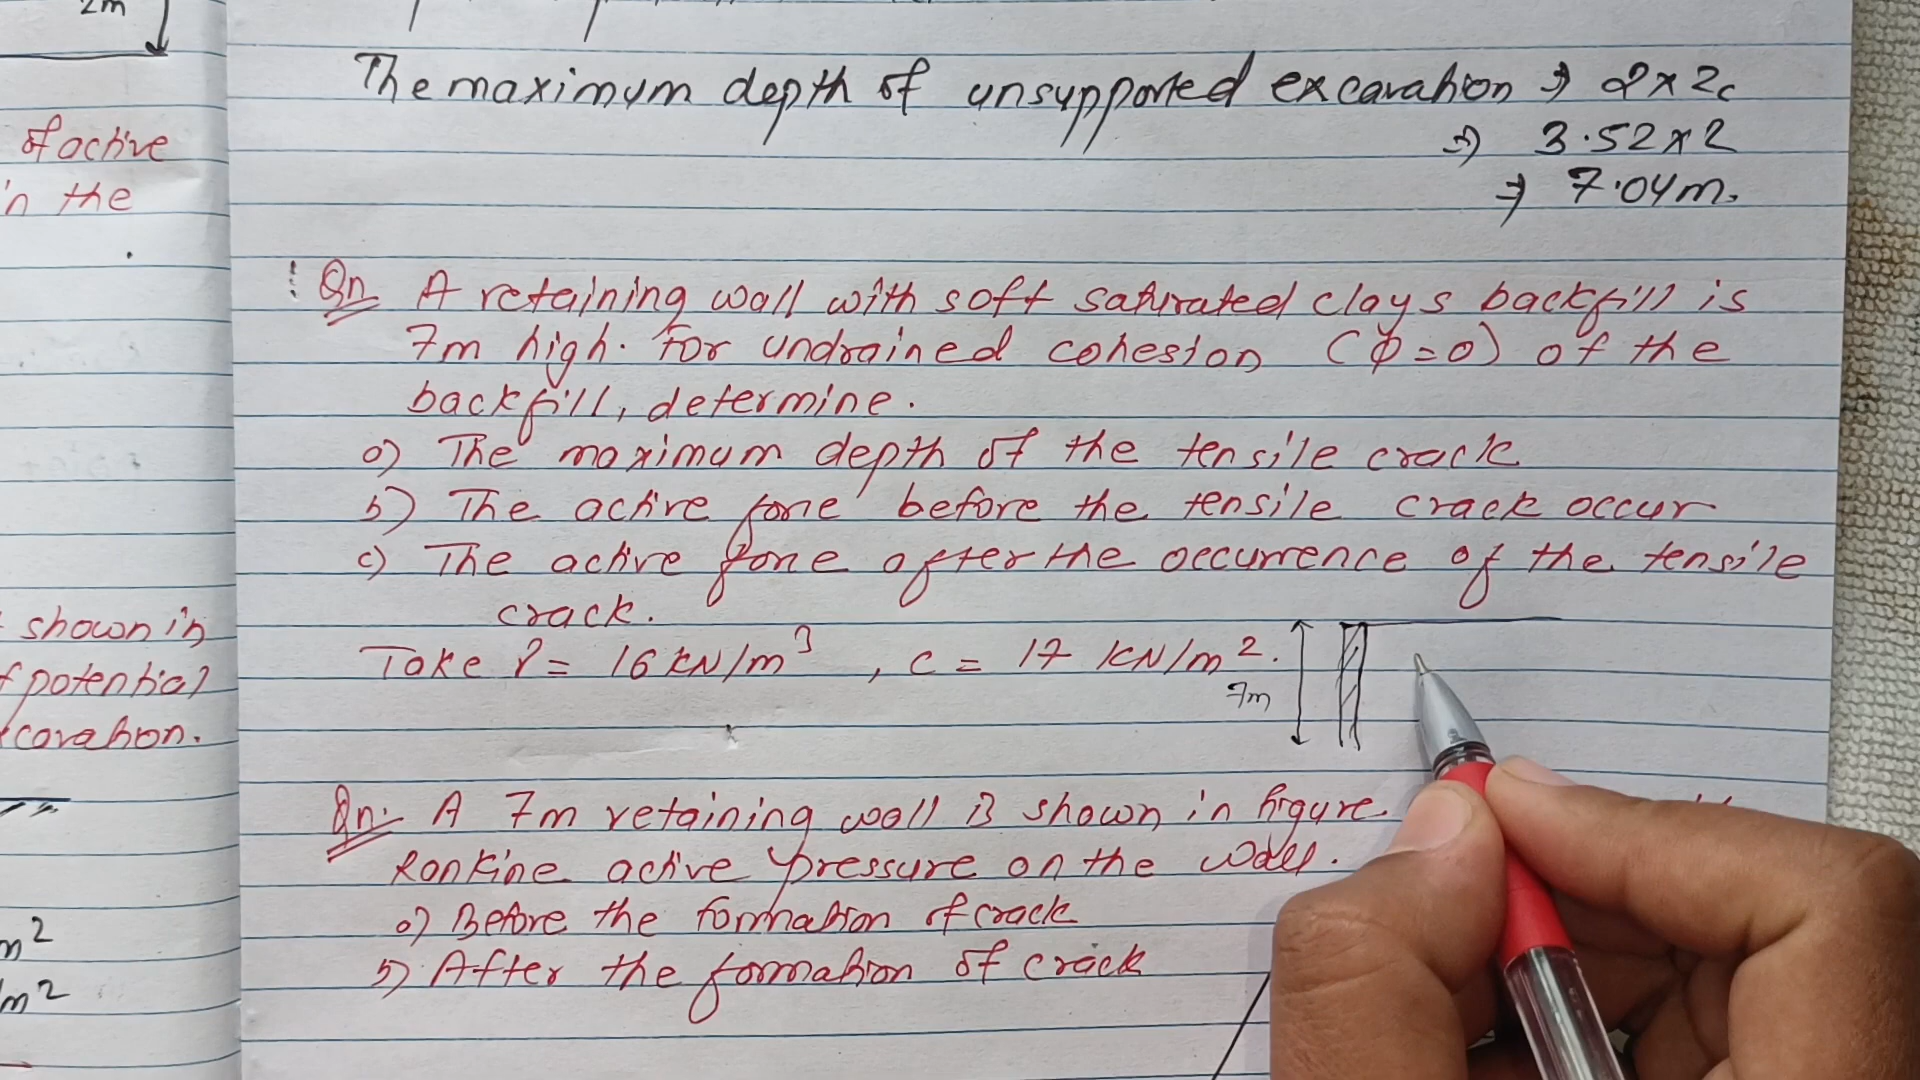 2m
of active
in the
shown in
f potential
xcavation.
m2
/m2
The maximum depth of unsupported excavation ⇒ 2×Zc
⇒ 3.52×2
⇒ 7.04m.
Qn A retaining wall with soft saturated clays backfill is
7m high. For undrained cohesion (ϕ=0) of the
backfill, determine.
a) The maximum depth of the tensile crack
b) The active force before the tensile crack occur
c) The active force after the occurrence of the tensile
crack.
Take γ = 16 kN/m3, c = 17 kN/m2.
7m
Qn. A 7m retaining wall is shown in figure.
Rankine active pressure on the wall.
a) Before the formation of crack
b) After the formation of crack